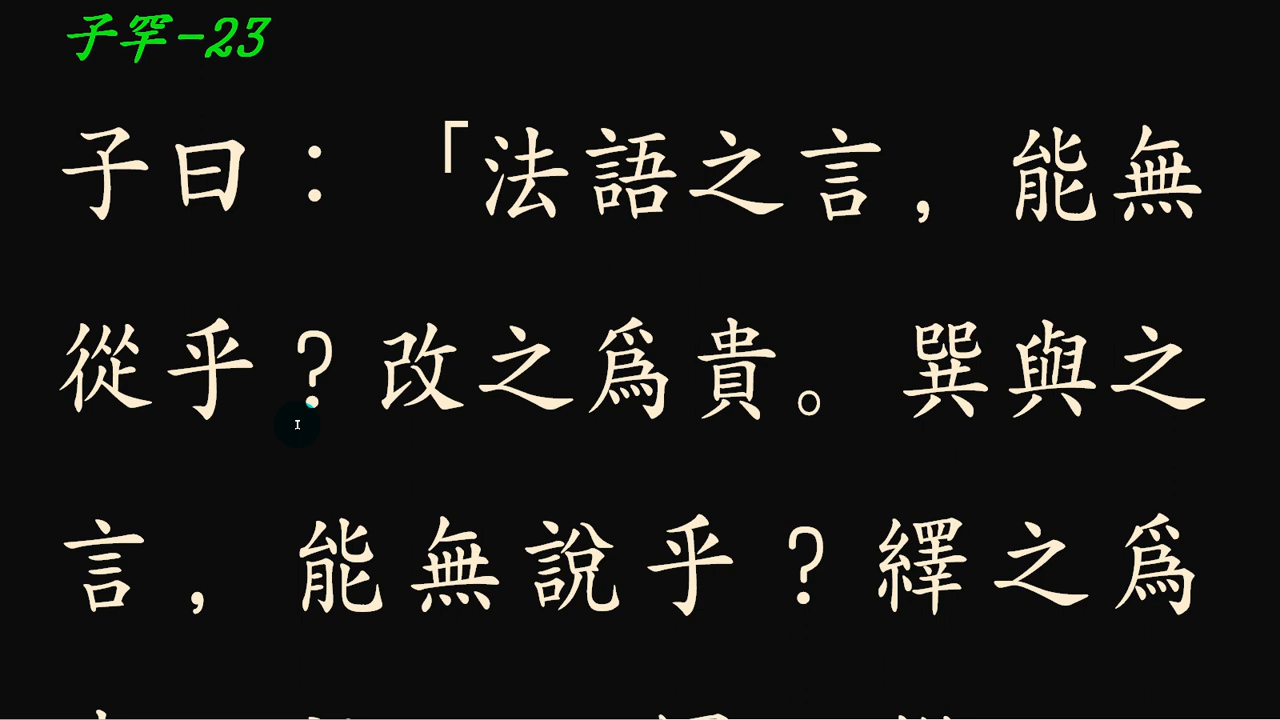 子罕-23
子曰：「法語之言，能無
從乎？改之爲貴。巽與之
言，能無說乎？繹之爲